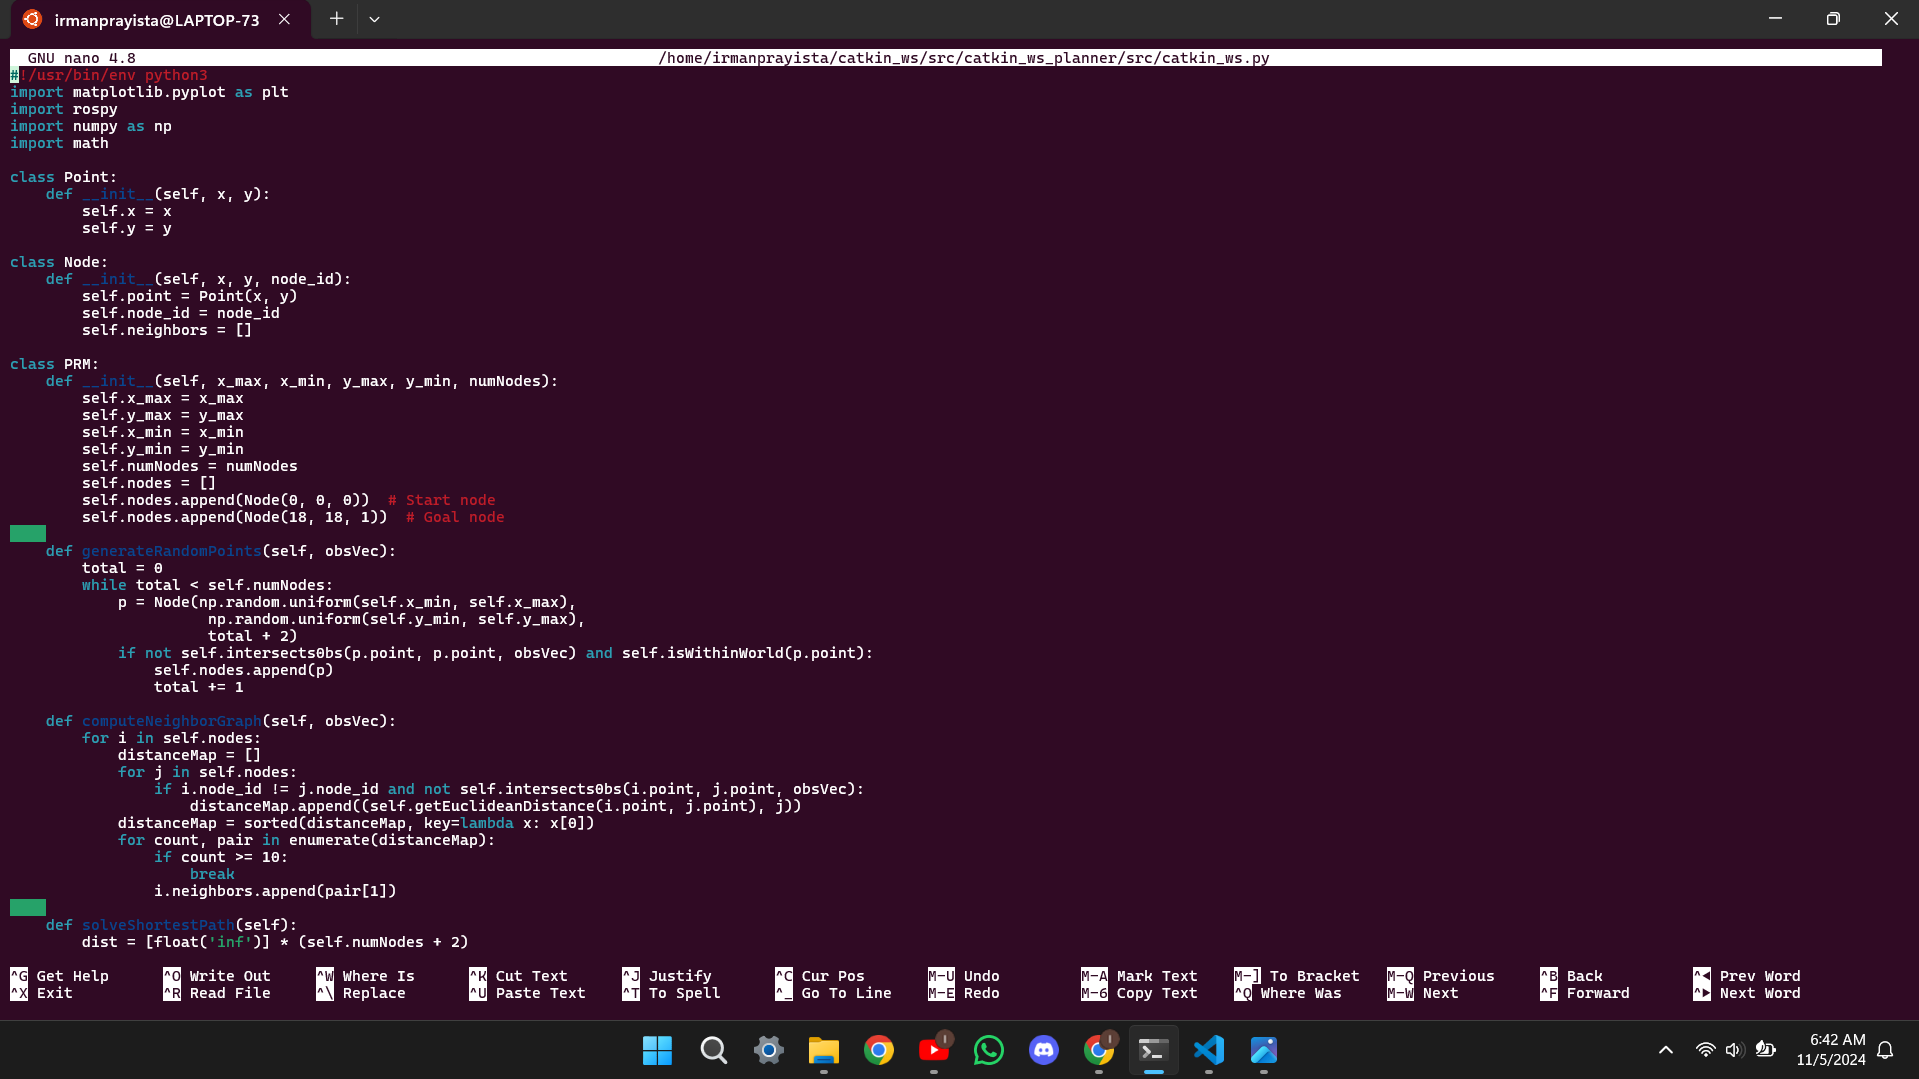 irmanprayista@LAPTOP-73
GNU nano 4.8 /home/irmanprayista/catkin_ws/src/catkin_ws_planner/src/catkin_ws.py
#!/usr/bin/env python3
import matplotlib.pyplot as plt
import rospy
import numpy as np
import math

class Point:
    def __init__(self, x, y):
        self.x = x
        self.y = y

class Node:
    def __init__(self, x, y, node_id):
        self.point = Point(x, y)
        self.node_id = node_id
        self.neighbors = []

class PRM:
    def __init__(self, x_max, x_min, y_max, y_min, numNodes):
        self.x_max = x_max
        self.y_max = y_max
        self.x_min = x_min
        self.y_min = y_min
        self.numNodes = numNodes
        self.nodes = []
        self.nodes.append(Node(0, 0, 0))  # Start node
        self.nodes.append(Node(18, 18, 1))  # Goal node

    def generateRandomPoints(self, obsVec):
        total = 0
        while total < self.numNodes:
            p = Node(np.random.uniform(self.x_min, self.x_max),
                      np.random.uniform(self.y_min, self.y_max),
                      total + 2)
            if not self.intersects0bs(p.point, p.point, obsVec) and self.isWithinWorld(p.point):
                self.nodes.append(p)
                total += 1

    def computeNeighborGraph(self, obsVec):
        for i in self.nodes:
            distanceMap = []
            for j in self.nodes:
                if i.node_id != j.node_id and not self.intersects0bs(i.point, j.point, obsVec):
                    distanceMap.append((self.getEuclideanDistance(i.point, j.point), j))
            distanceMap = sorted(distanceMap, key=lambda x: x[0])
            for count, pair in enumerate(distanceMap):
                if count >= 10:
                    break
                i.neighbors.append(pair[1])

    def solveShortestPath(self):
        dist = [float('inf')] * (self.numNodes + 2)

^G Get Help ^O Write Out ^W Where Is ^K Cut Text ^J Justify ^C Cur Pos M-U Undo M-A Mark Text M-] To Bracket M-Q Previous ^B Back ^◄ Prev Word
^X Exit ^R Read File ^\ Replace ^U Paste Text ^T To Spell ^_ Go To Line M-E Redo M-6 Copy Text ^Q Where Was M-W Next ^F Forward ^► Next Word
6:42 AM
11/5/2024